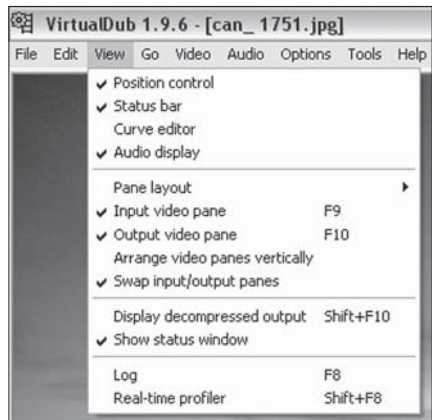 VirtualDub 1.9.6 - [can_ 1751.jpg]
File Edit View Go Video Audio Options Tools Help
Position control
Status bar
Curve editor
Audio display
Pane layout
Input video pane F9
Output video pane F10
Arrange video panes vertically
Swap input/output panes
Display decompressed output Shift+F10
Show status window
Log F8
Real-time profiler Shift+F8